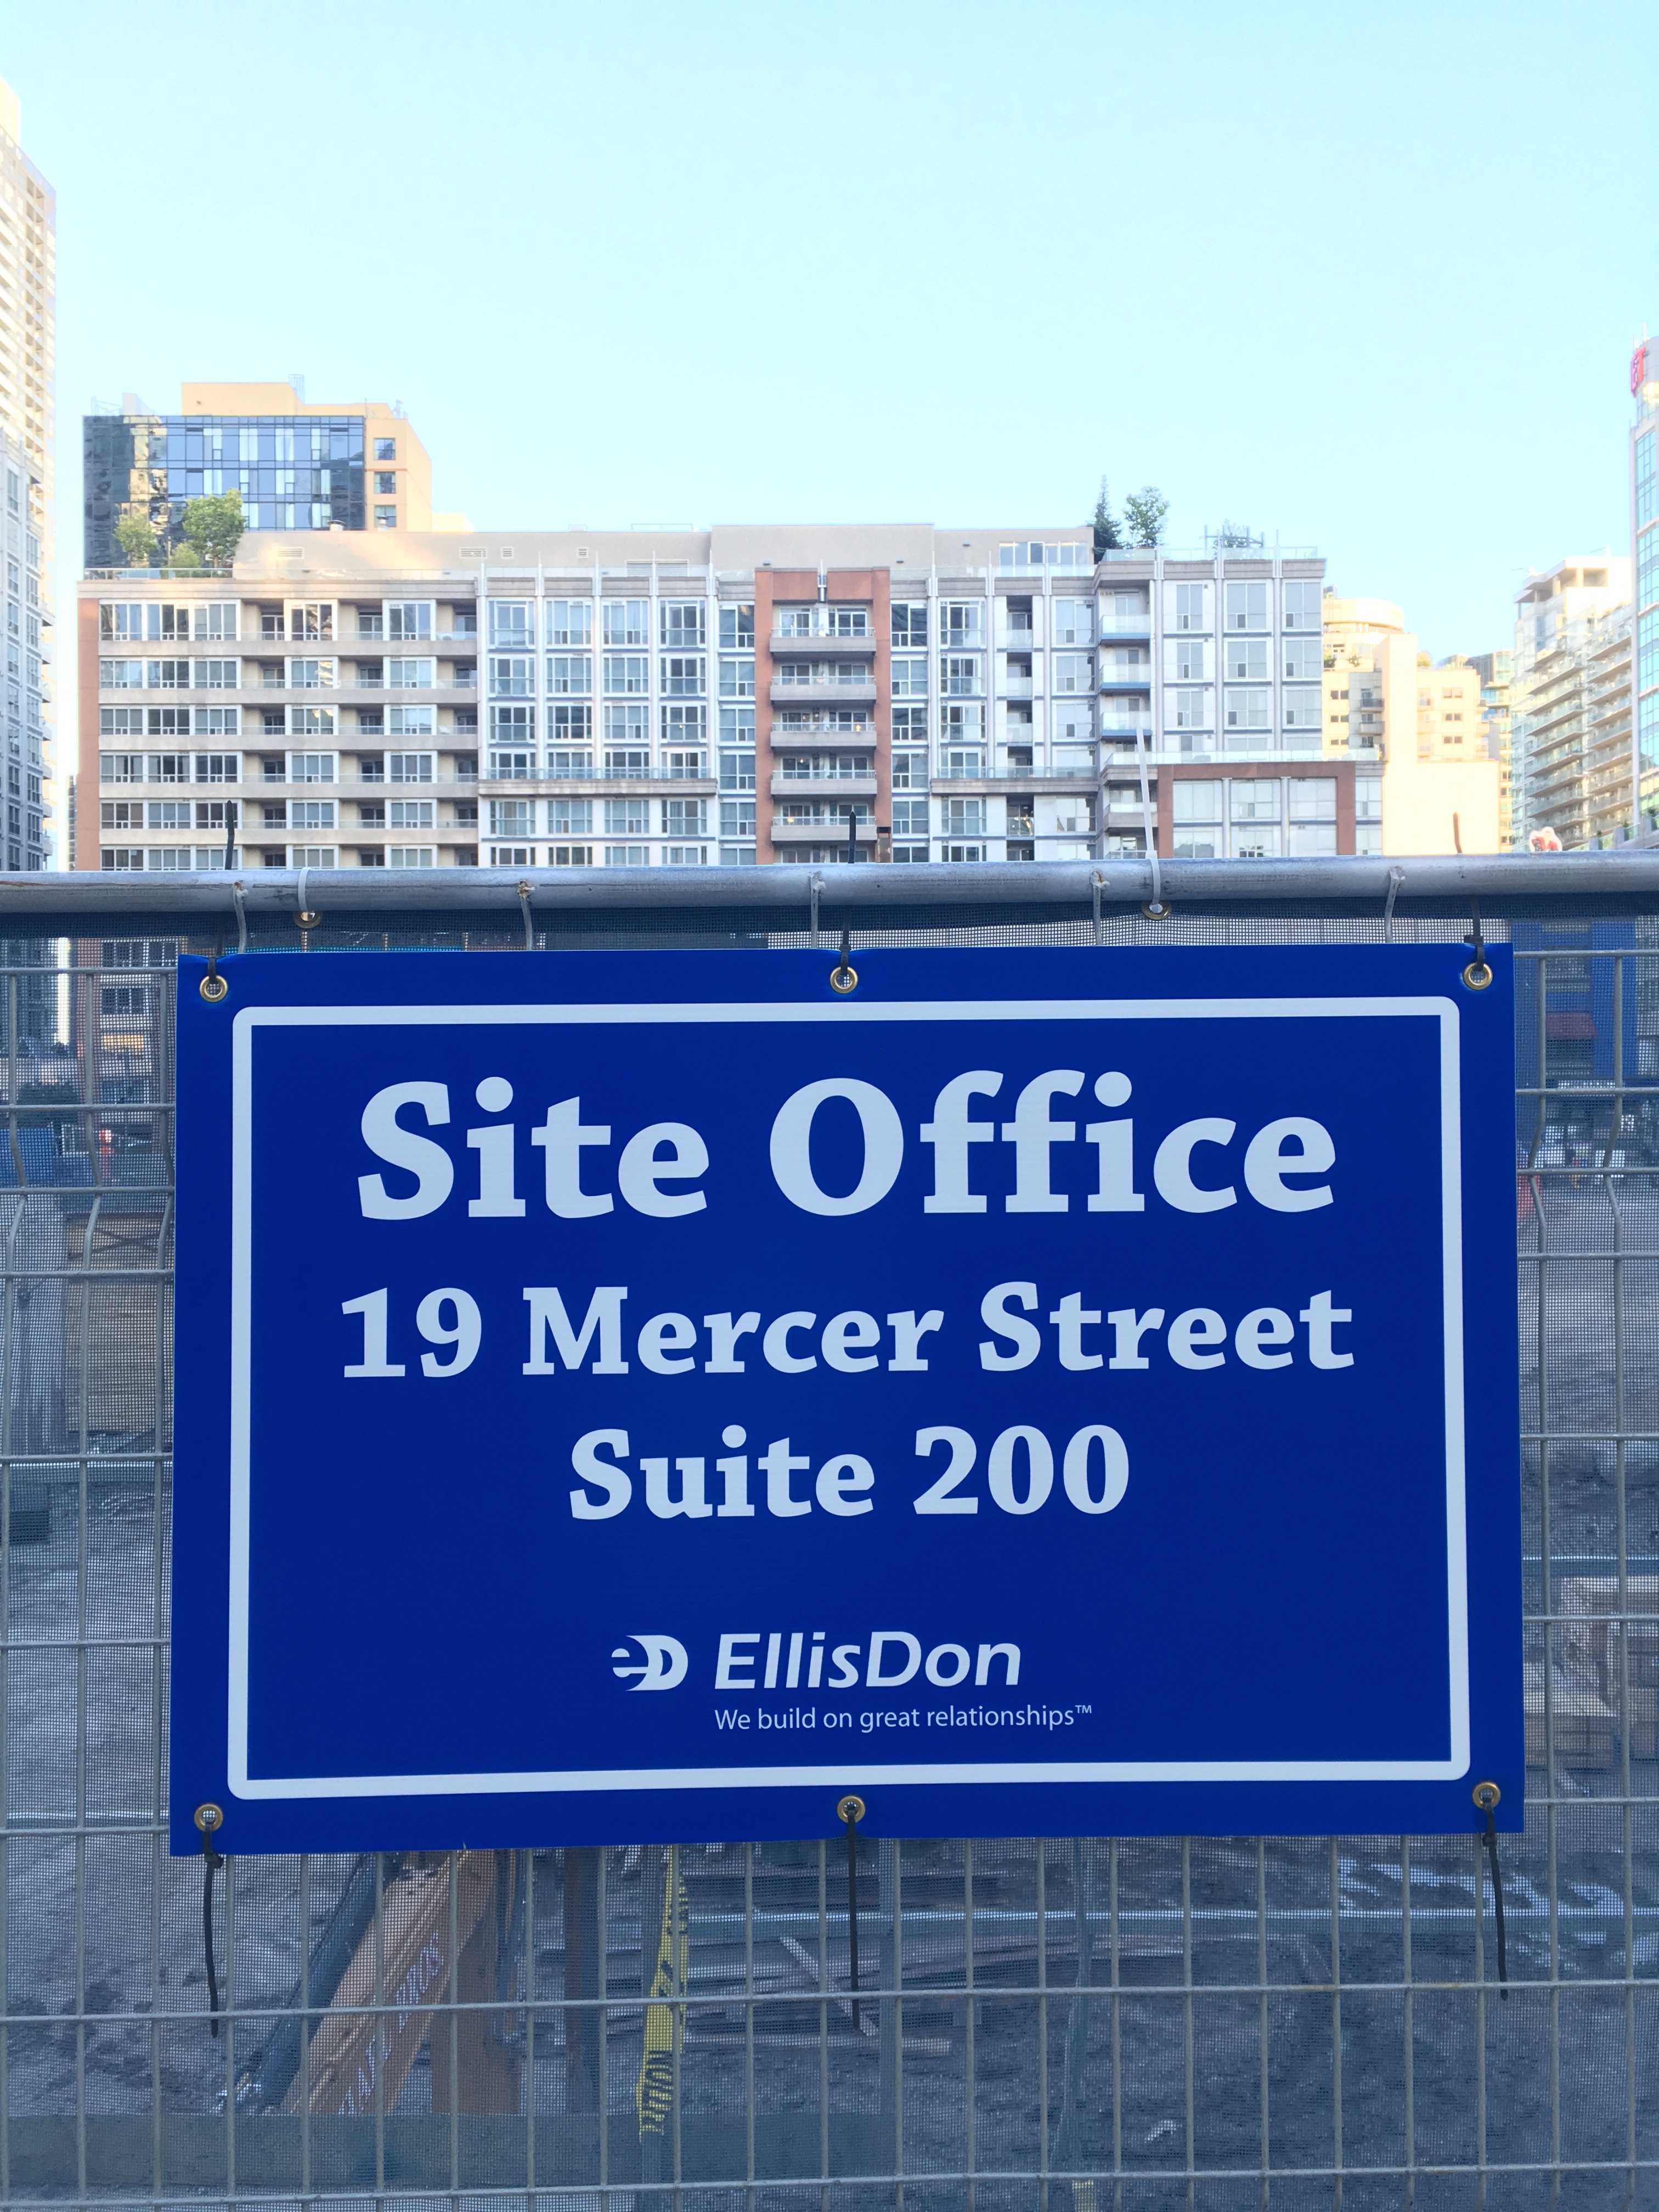 Site Office
19 Mercer Street
Suite 200
EllisDon
We build on great relationships™